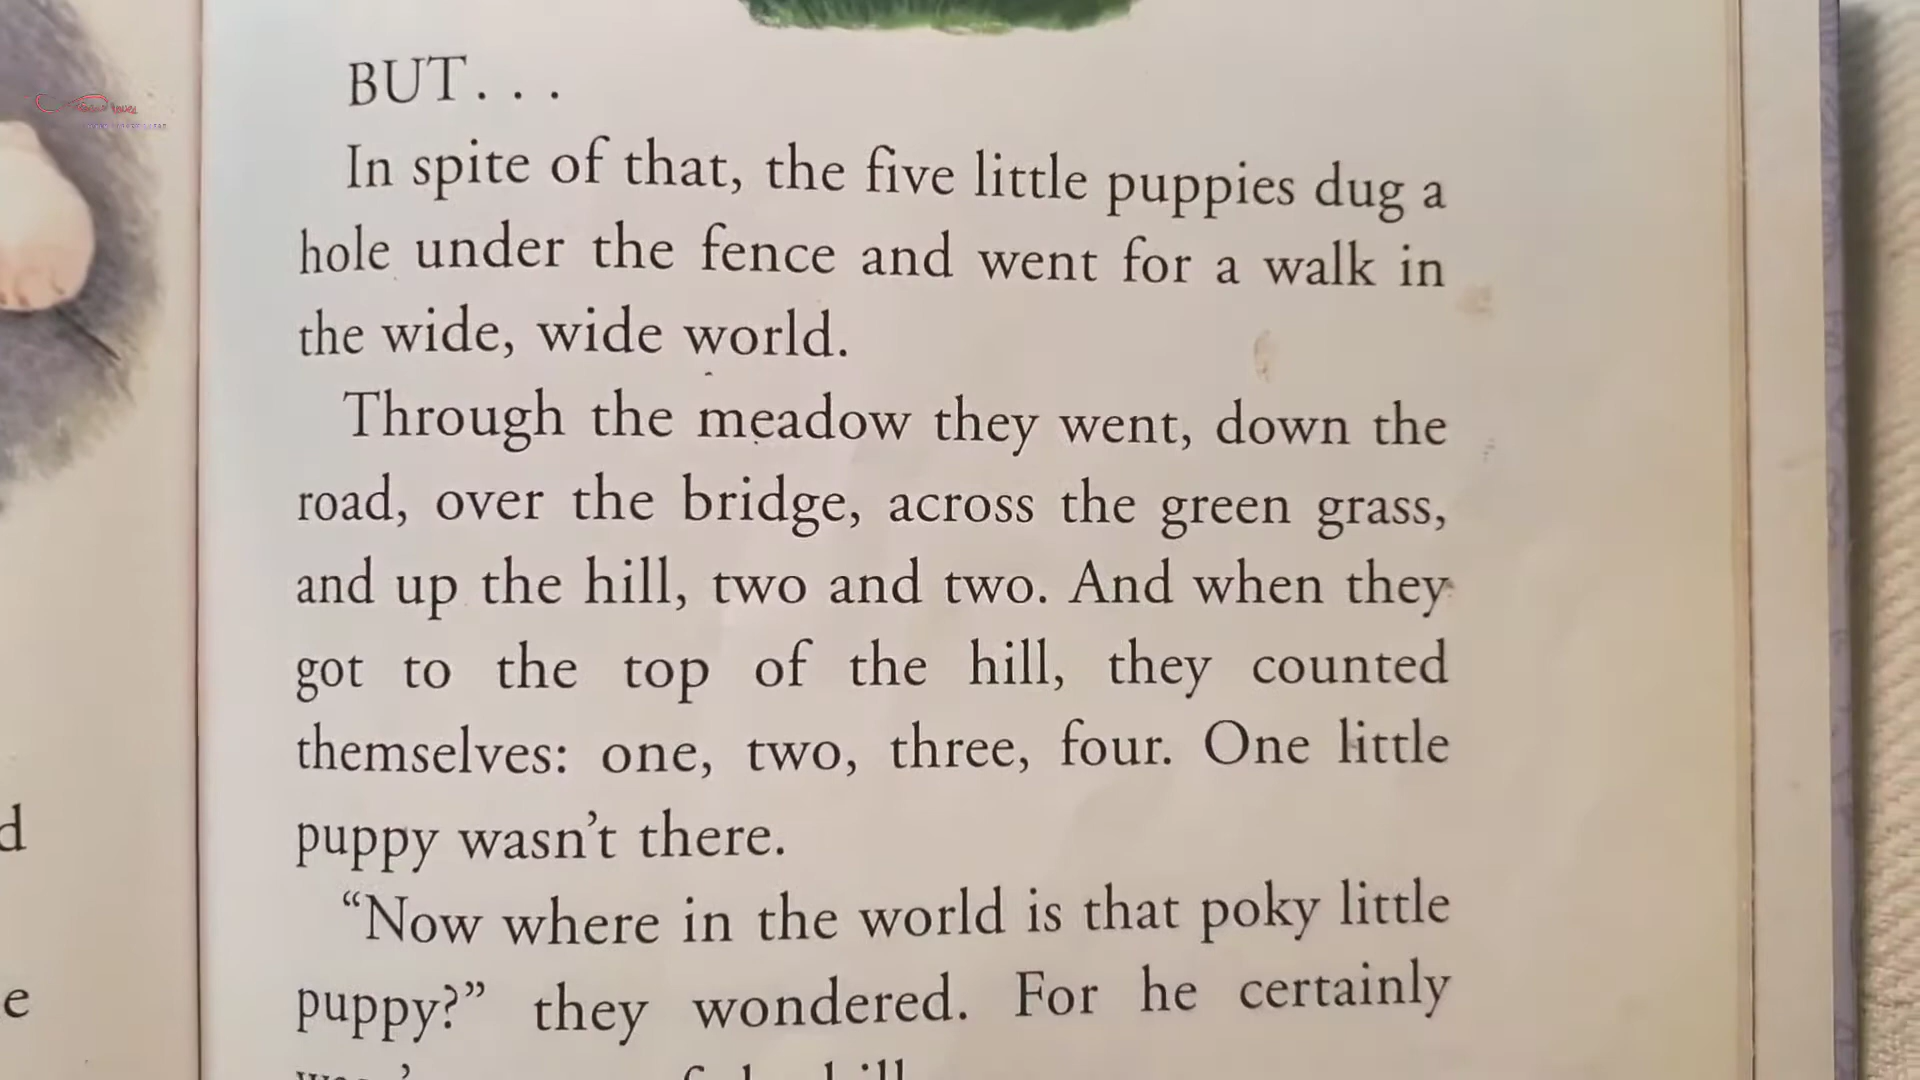 BUT. . .
In spite of that, the five little puppies dug a
hole under the fence and went for a walk in
the wide, wide world.
Through the meadow they went, down the
road, over the bridge, across the green grass,
and up the hill, two and two. And when they
got to the top of the hill, they counted
themselves: one, two, three, four. One little
puppy wasn’t there.
“Now where in the world is that poky little
puppy?” they wondered. For he certainly